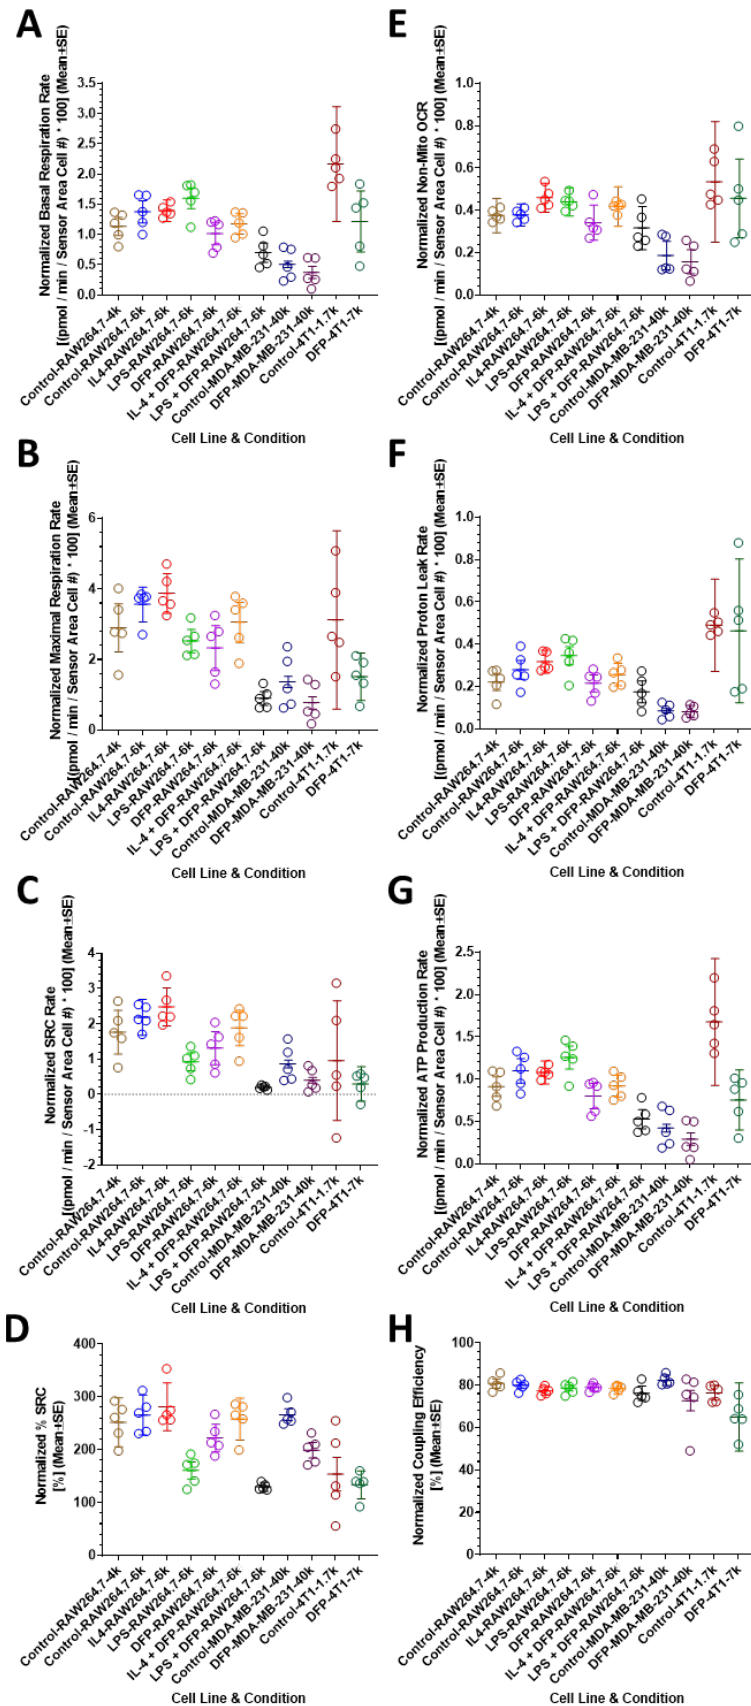 A
Normalized Basal Respiration Rate
[(pmol / min / Sensor Area Cell #) * 100] (Mean±SE)
3.5
3.0
2.5
2.0
1.5
1.0
0.5
0.0
Control-RAW264.7-4k
Control-RAW264.7-6k
IL4-RAW264.7-6k
LPS-RAW264.7-6k
DFP-RAW264.7-6k
IL-4 + DFP-RAW264.7-6k
LPS + DFP-RAW264.7-6k
Control-MDA-MB-231-40k
DFP-MDA-MB-231-40k
Control-4T1-1.7k
DFP-4T1-7k
Cell Line & Condition
B
Normalized Maximal Respiration Rate
[(pmol / min / Sensor Area Cell #) * 100] (Mean±SE)
6
4
2
0
Control-RAW264.7-4k
Control-RAW264.7-6k
IL4-RAW264.7-6k
LPS-RAW264.7-6k
DFP-RAW264.7-6k
IL-4 + DFP-RAW264.7-6k
LPS + DFP-RAW264.7-6k
Control-MDA-MB-231-40k
DFP-MDA-MB-231-40k
Control-4T1-1.7k
DFP-4T1-7k
Cell Line & Condition
C
Normalized SRC Rate
[(pmol / min / Sensor Area Cell #) * 100] (Mean±SE)
4
3
2
1
0
-1
-2
Control-RAW264.7-4k
Control-RAW264.7-6k
IL4-RAW264.7-6k
LPS-RAW264.7-6k
DFP-RAW264.7-6k
IL-4 + DFP-RAW264.7-6k
LPS + DFP-RAW264.7-6k
Control-MDA-MB-231-40k
DFP-MDA-MB-231-40k
Control-4T1-1.7k
DFP-4T1-7k
Cell Line & Condition
D
Normalized % SRC
[%] (Mean±SE)
400
300
200
100
0
Control-RAW264.7-4k
Control-RAW264.7-6k
IL4-RAW264.7-6k
LPS-RAW264.7-6k
DFP-RAW264.7-6k
IL-4 + DFP-RAW264.7-6k
LPS + DFP-RAW264.7-6k
Control-MDA-MB-231-40k
DFP-MDA-MB-231-40k
Control-4T1-1.7k
DFP-4T1-7k
Cell Line & Condition
E
Normalized Non-Mito OCR
[(pmol / min / Sensor Area Cell #) * 100] (Mean±SE)
1.0
0.8
0.6
0.4
0.2
0.0
Control-RAW264.7-4k
Control-RAW264.7-6k
IL4-RAW264.7-6k
LPS-RAW264.7-6k
DFP-RAW264.7-6k
IL-4 + DFP-RAW264.7-6k
LPS + DFP-RAW264.7-6k
Control-MDA-MB-231-40k
DFP-MDA-MB-231-40k
Control-4T1-1.7k
DFP-4T1-7k
Cell Line & Condition
F
Normalized Proton Leak Rate
[(pmol / min / Sensor Area Cell #) * 100] (Mean±SE)
1.0
0.8
0.6
0.4
0.2
0.0
Control-RAW264.7-4k
Control-RAW264.7-6k
IL4-RAW264.7-6k
LPS-RAW264.7-6k
DFP-RAW264.7-6k
IL-4 + DFP-RAW264.7-6k
LPS + DFP-RAW264.7-6k
Control-MDA-MB-231-40k
DFP-MDA-MB-231-40k
Control-4T1-1.7k
DFP-4T1-7k
Cell Line & Condition
G
Normalized ATP Production Rate
[(pmol / min / Sensor Area Cell #) * 100] (Mean±SE)
2.5
2.0
1.5
1.0
0.5
0.0
Control-RAW264.7-4k
Control-RAW264.7-6k
IL4-RAW264.7-6k
LPS-RAW264.7-6k
DFP-RAW264.7-6k
IL-4 + DFP-RAW264.7-6k
LPS + DFP-RAW264.7-6k
Control-MDA-MB-231-40k
DFP-MDA-MB-231-40k
Control-4T1-1.7k
DFP-4T1-7k
Cell Line & Condition
H
Normalized Coupling Efficiency
[%] (Mean±SE)
100
80
60
40
20
0
Control-RAW264.7-4k
Control-RAW264.7-6k
IL4-RAW264.7-6k
LPS-RAW264.7-6k
DFP-RAW264.7-6k
IL-4 + DFP-RAW264.7-6k
LPS + DFP-RAW264.7-6k
Control-MDA-MB-231-40k
DFP-MDA-MB-231-40k
Control-4T1-1.7k
DFP-4T1-7k
Cell Line & Condition